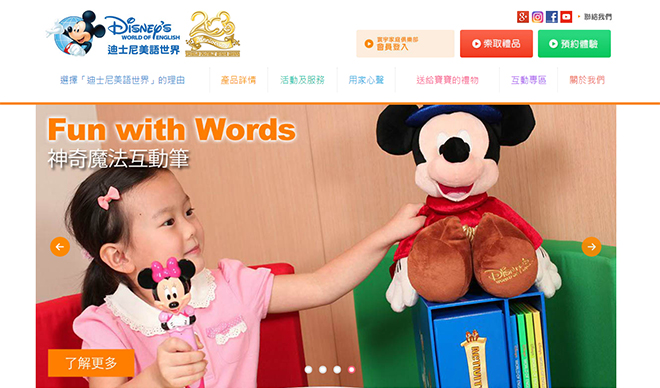 DISNEY'S
WORLD OF ENGLISH
迪士尼美語世界
聯絡我們
會員登入
索取禮品
預約體驗
選擇「迪士尼美語世界」的理由
產品詳情
活動及服務
用家心聲
送給寶寶的禮物
互動專區
關於我們
Fun with Words
神奇魔法互動筆
了解更多